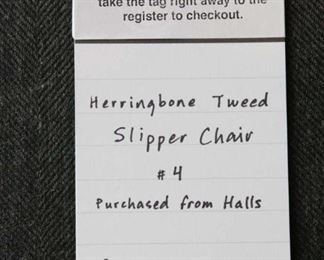 take the tag right away to the
register to checkout.
Herringbone Tweed
Slipper Chair
#4
Purchased from Halls